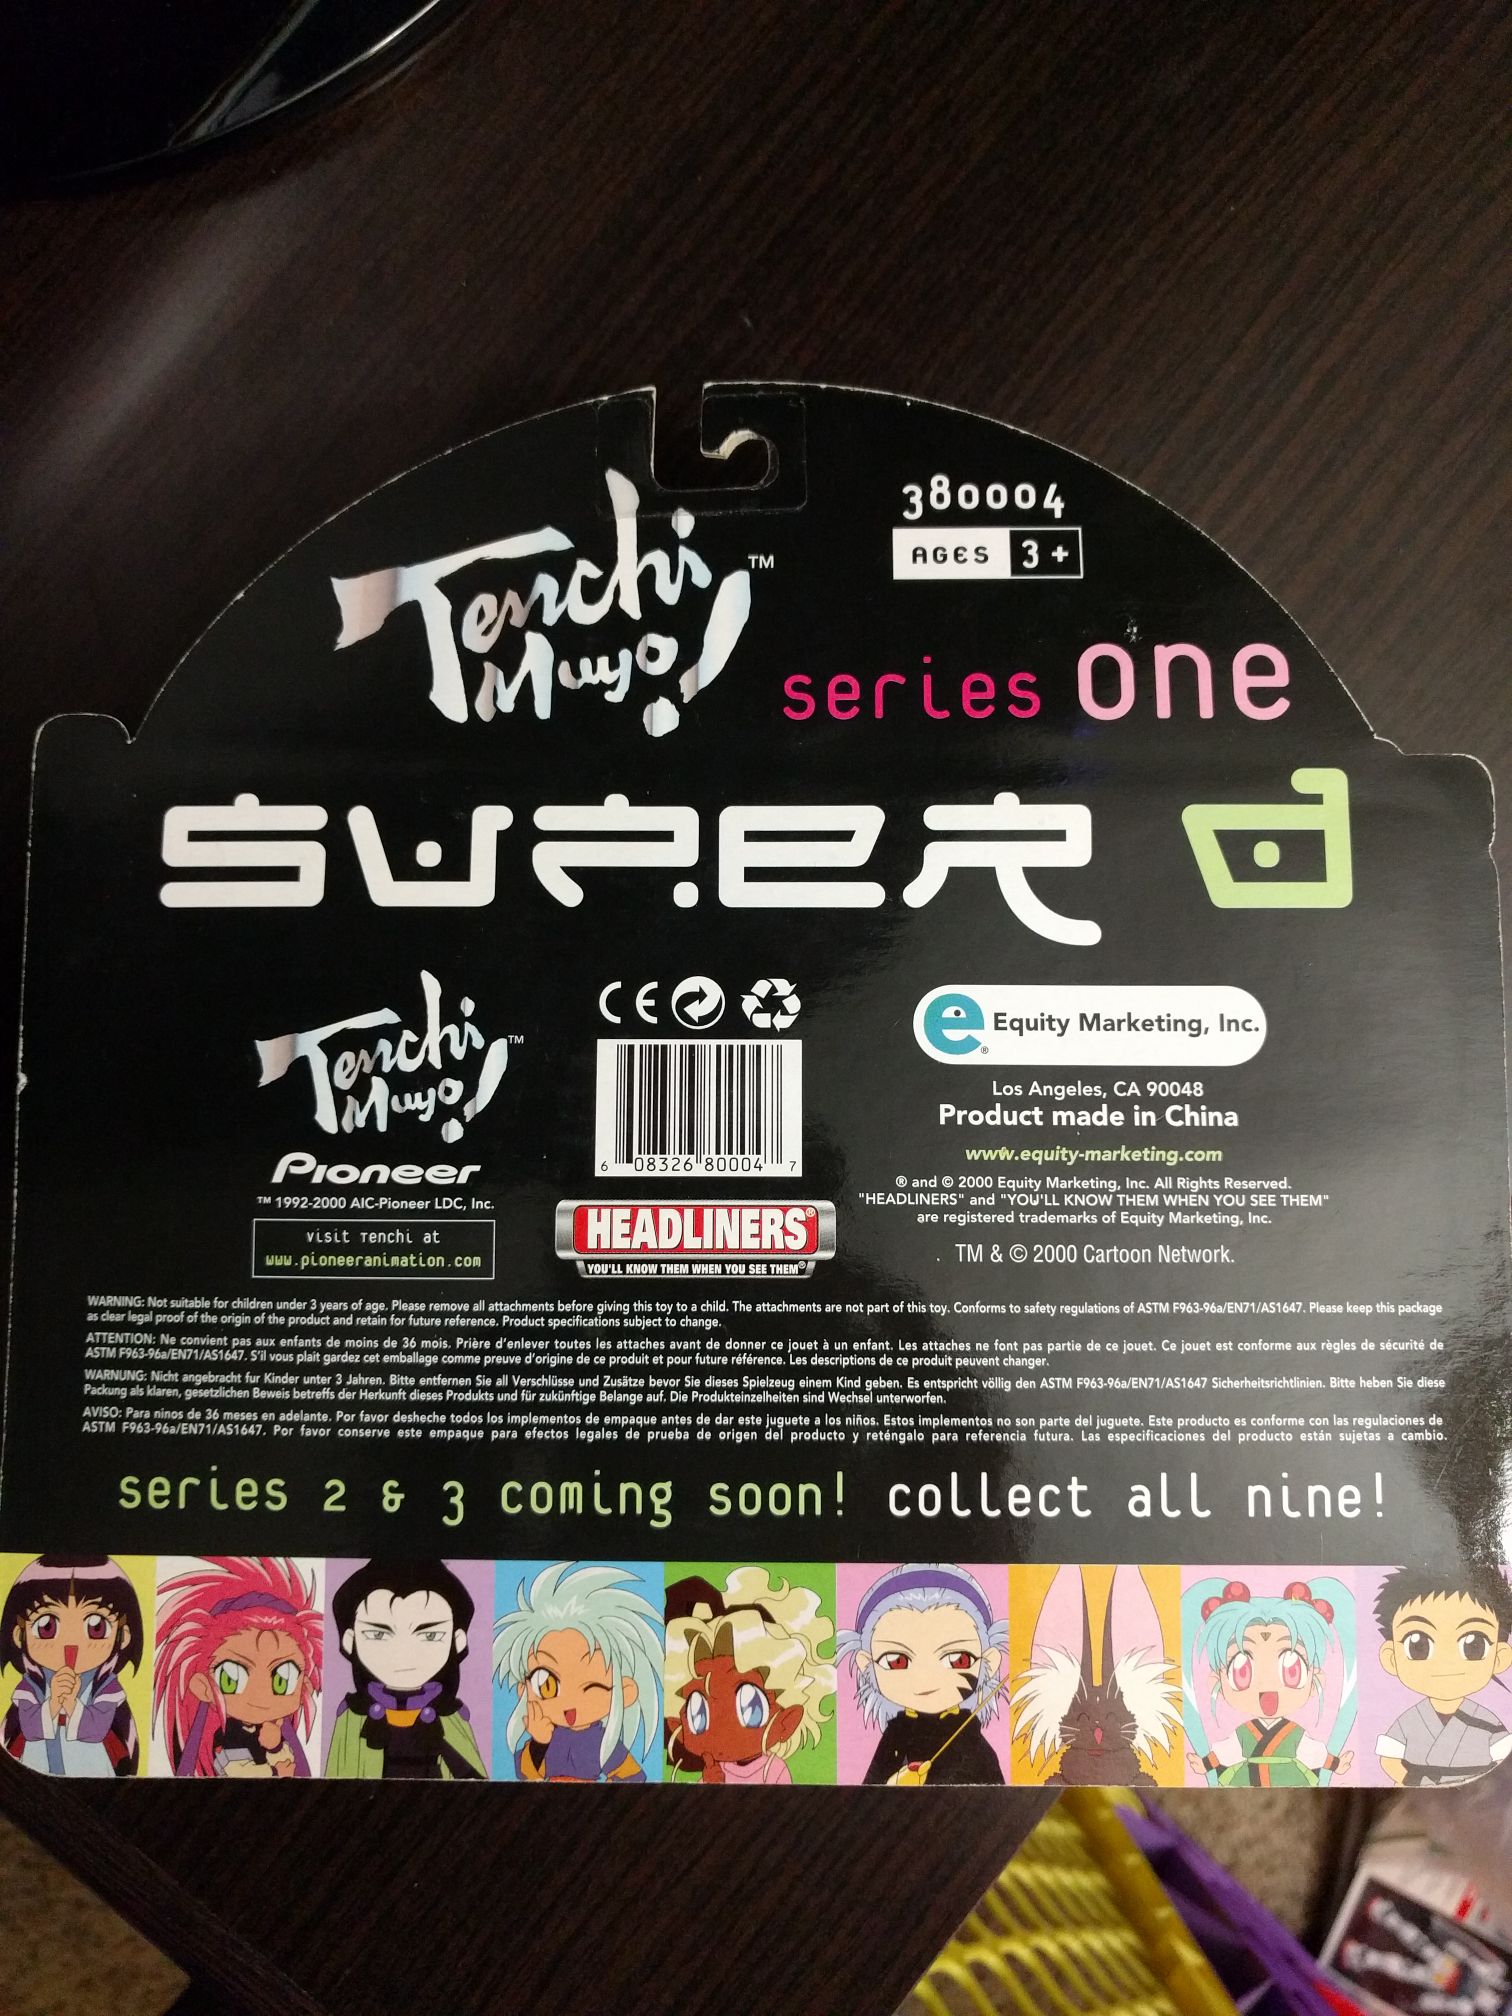 380004
AGES 3+
Tenchi Muyo! ™
series one
SUPER d
Tenchi Muyo! ™
PIONEER
™ 1992-2000 AIC-Pioneer LDC, Inc.
visit Tenchi at
www.pioneeranimation.com
CE
6 08326 80004 7
HEADLINERS®
YOU'LL KNOW THEM WHEN YOU SEE THEM®
e® Equity Marketing, Inc.
Los Angeles, CA 90048
Product made in China
www.equity-marketing.com
® and © 2000 Equity Marketing, Inc. All Rights Reserved.
"HEADLINERS" and "YOU'LL KNOW THEM WHEN YOU SEE THEM"
are registered trademarks of Equity Marketing, Inc.
TM & © 2000 Cartoon Network.
WARNING: Not suitable for children under 3 years of age. Please remove all attachments before giving this toy to a child. The attachments are not part of this toy. Conforms to safety regulations of ASTM F963-96a/EN71/AS1647. Please keep this package
as clear legal proof of the origin of the product and retain for future reference. Product specifications subject to change.
ATTENTION: Ne convient pas aux enfants de moins de 36 mois. Prière d'enlever toutes les attaches avant de donner ce jouet à un enfant. Les attaches ne font pas partie de ce jouet. Ce jouet est conforme aux règles de sécurité de
ASTM F963-96a/EN71/AS1647. S'il vous plait gardez cet emballage comme preuve d'origine de ce produit et pour future référence. Les descriptions de ce produit peuvent changer.
WARNUNG: Nicht angebracht fur Kinder unter 3 Jahren. Bitte entfernen Sie all Verschlüsse und Zusätze bevor Sie dieses Spielzeug einem Kind geben. Es entspricht völlig den ASTM F963-96a/EN71/AS1647 Sicherheitsrichtlinien. Bitte heben Sie diese
Packung als klaren, gesetzlichen Beweis betreffs der Herkunft dieses Produkts und für zukünftige Belange auf. Die Produkteinzelheiten sind Wechsel unterworfen.
AVISO: Para ninos de 36 meses en adelante. Por favor desheche todos los implementos de empaque antes de dar este juguete a los niños. Estos implementos no son parte del juguete. Este producto es conforme con las regulaciones de
ASTM F963-96a/EN71/AS1647. Por favor conserve este empaque para efectos legales de prueba de origen del producto y reténgalo para referencia futura. Las especificaciones del producto están sujetas a cambio.
series 2 & 3 coming soon! collect all nine!